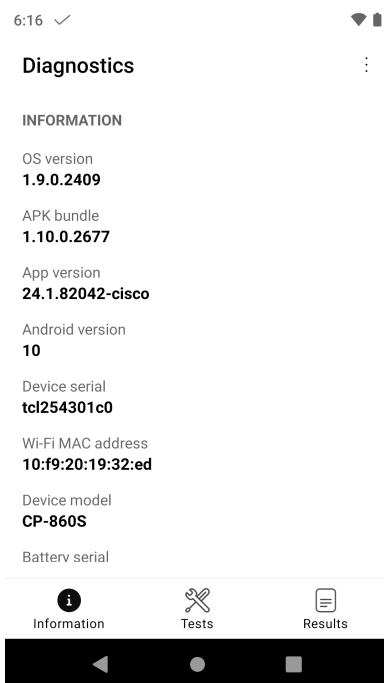 6:16
Diagnostics
INFORMATION
OS version
1.9.0.2409
APK bundle
1.10.0.2677
App version
24.1.82042-cisco
Android version
10
Device serial
tcl254301c0
Wi-Fi MAC address
10:f9:20:19:32:ed
Device model
CP-860S
Battery serial
Information
Tests
Results